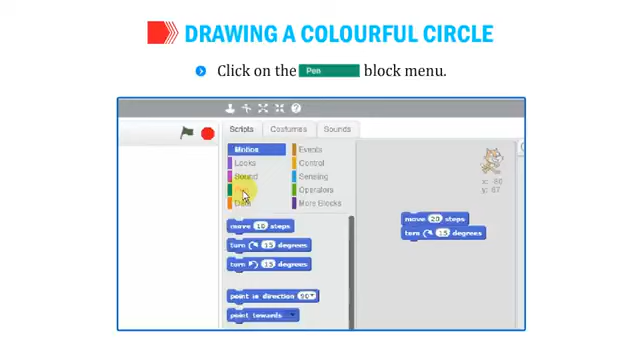 DRAWING A COLOURFUL CIRCLE
Click on the Pen block menu.
Scripts Costumes Sounds
Motion Events
Looks Control
Sound Sensing
Operators
Data More Blocks
x: -86
y: 67
move 10 steps
turn 15 degrees
turn 15 degrees
point in direction 90
point towards
move 20 steps
turn 15 degrees